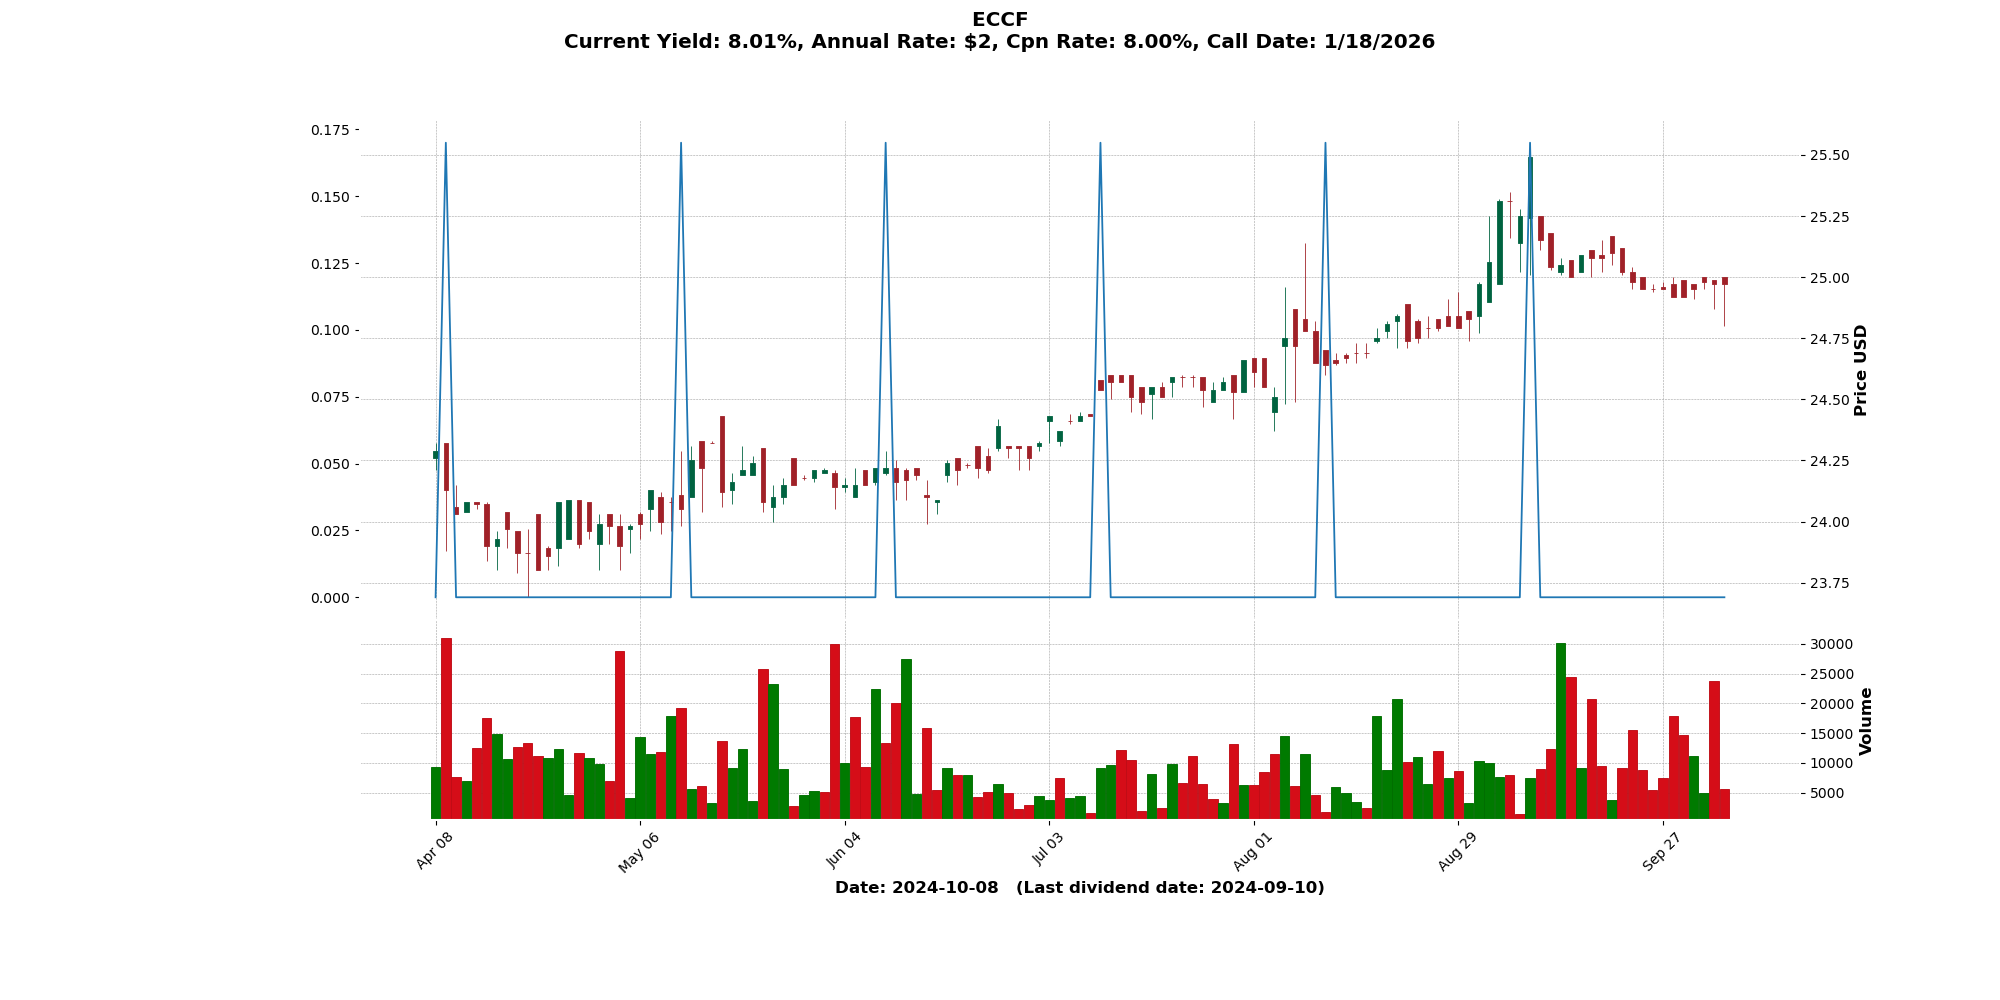 ECCF
Current Yield: 8.01%, Annual Rate: $2, Cpn Rate: 8.00%, Call Date: 1/18/2026
0.175
0.150
0.125
0.100
0.075
0.050
0.025
0.000
25.50
25.25
25.00
24.75
24.50
24.25
24.00
23.75
Price USD
30000
25000
20000
15000
10000
5000
Volume
Apr 08
May 06
Jun 04
Jul 03
Aug 01
Aug 29
Sep 27
Date: 2024-10-08   (Last dividend date: 2024-09-10)